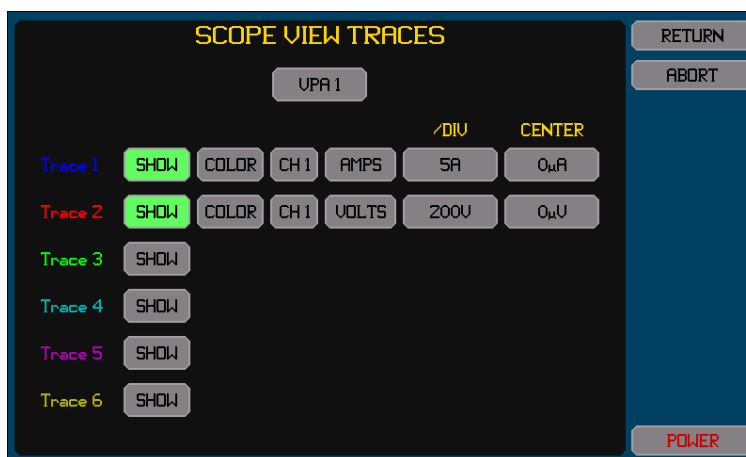 SCOPE VIEW TRACES
RETURN
VPA 1
ABORT
/DIV CENTER
Trace 1 SHOW COLOR CH 1 AMPS 5A 0µA
Trace 2 SHOW COLOR CH 1 VOLTS 200V 0µV
Trace 3 SHOW
Trace 4 SHOW
Trace 5 SHOW
Trace 6 SHOW
POWER